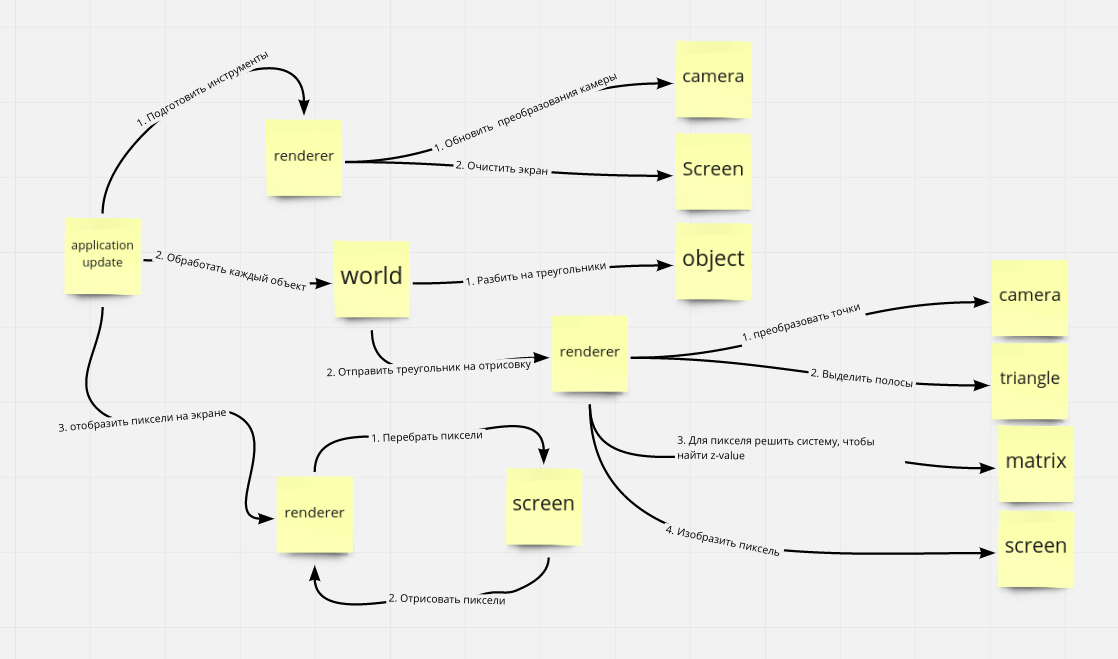 1. Подготовить инструменты
renderer
1. Обновить преобразования камеры
camera
2. Очистить экран
Screen
application
update
2. Обработать каждый объект
world
1. Разбить на треугольники
object
2. Отправить треугольник на отрисовку
renderer
1. преобразовать точки
camera
2. Выделить полосы
triangle
3. Для пикселя решить систему, чтобы
найти z-value
matrix
4. Изобразить пиксель
screen
3. отобразить пиксели на экране
renderer
1. Перебрать пиксели
screen
2. Отрисовать пиксели